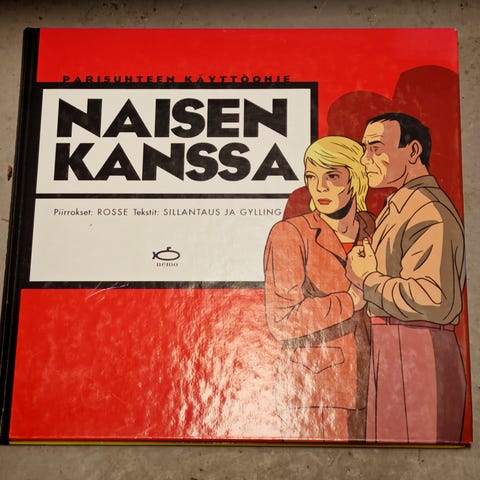 PARISUHTEEN KÄYTTÖOHJE
NAISEN
KANSSA
Piirrokset: ROSSE Tekstit: SILLANTAUS JA GYLLING
nemo